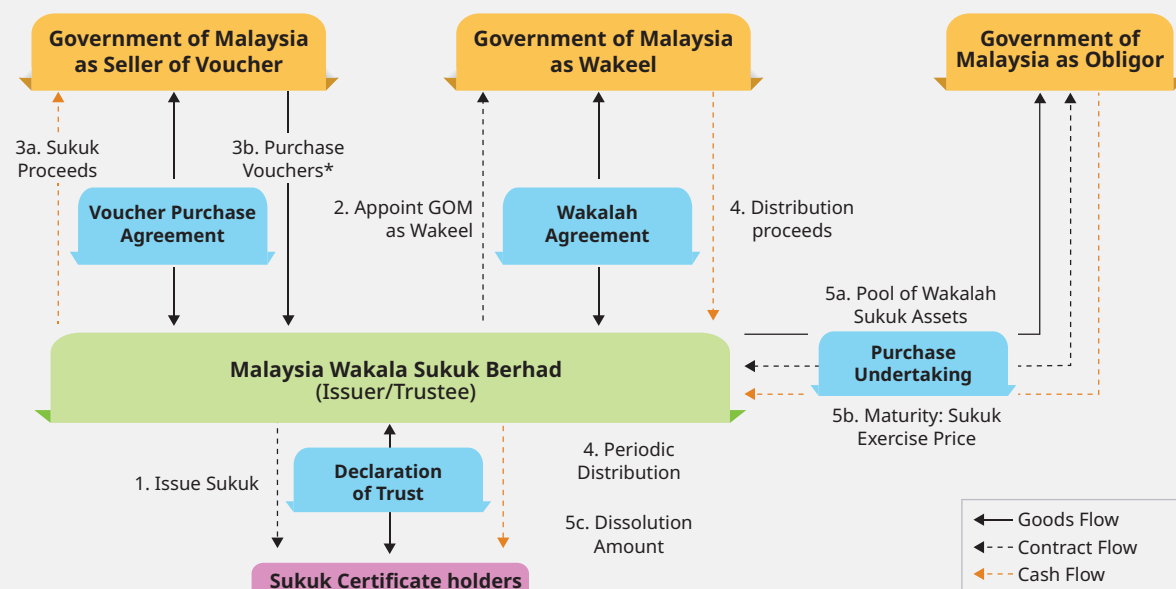 Government of Malaysia
as Seller of Voucher
Government of Malaysia
as Wakeel
Government of
Malaysia as Obligor
3a. Sukuk
Proceeds
3b. Purchase
Vouchers*
Voucher Purchase
Agreement
2. Appoint GOM
as Wakeel
Wakalah
Agreement
4. Distribution
proceeds
5a. Pool of Wakalah
Sukuk Assets
Purchase
Undertaking
5b. Maturity: Sukuk
Exercise Price
Malaysia Wakala Sukuk Berhad
(Issuer/Trustee)
1. Issue Sukuk
Declaration
of Trust
4. Periodic
Distribution
5c. Dissolution
Amount
Sukuk Certificate holders
Goods Flow
Contract Flow
Cash Flow